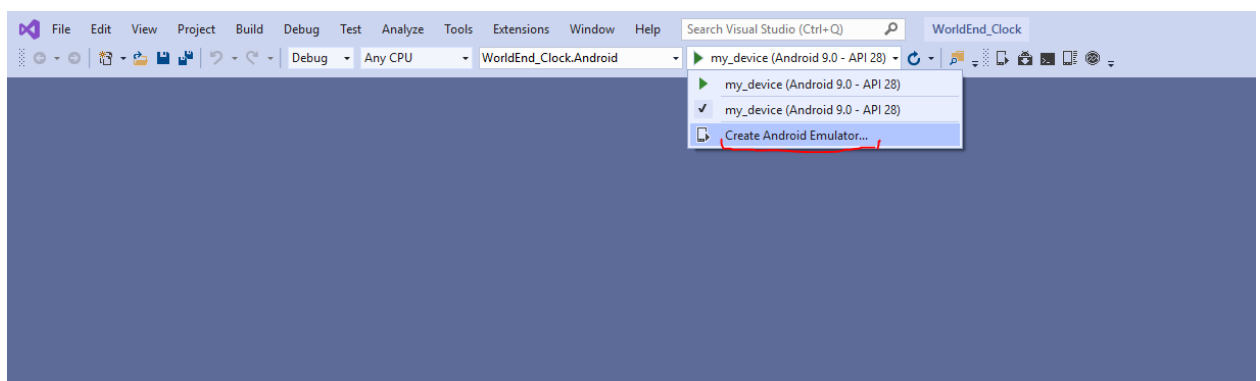 File Edit View Project Build Debug Test Analyze Tools Extensions Window Help Search Visual Studio (Ctrl+Q) WorldEnd_Clock
Debug Any CPU WorldEnd_Clock.Android my_device (Android 9.0 - API 28)
my_device (Android 9.0 - API 28)
my_device (Android 9.0 - API 28)
Create Android Emulator...